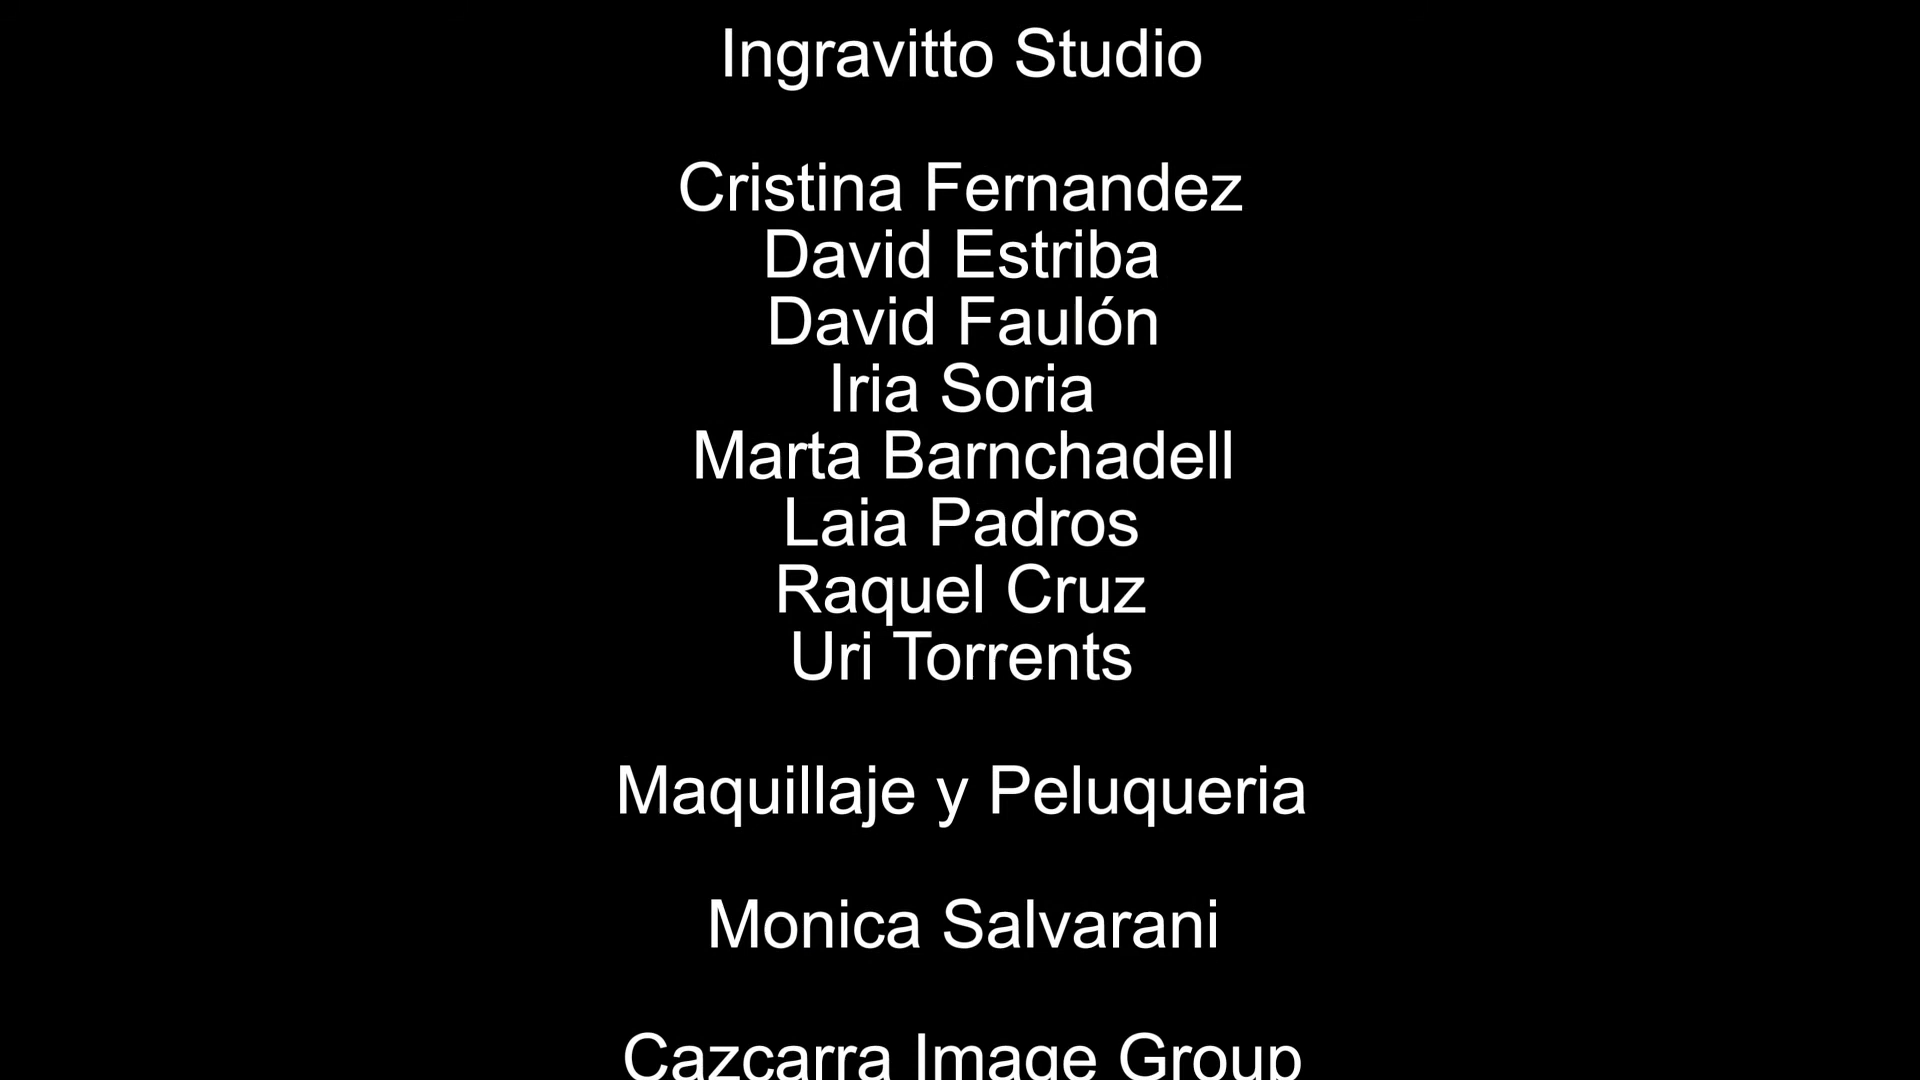 Ingravitto Studio
Cristina Fernandez
David Estriba
David Faulón
Iria Soria
Marta Barnchadell
Laia Padros
Raquel Cruz
Uri Torrents
Maquillaje y Peluqueria
Monica Salvarani
Cazcarra Image Group